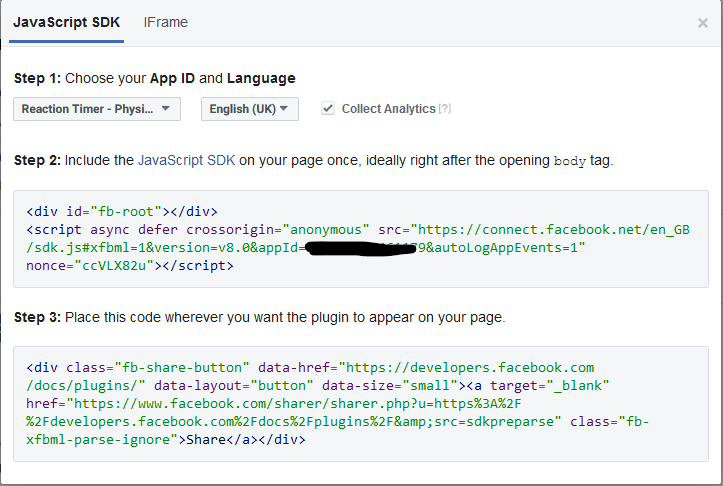 JavaScript SDK IFrame ×
Step 1: Choose your App ID and Language
Reaction Timer - Physi... English (UK) Collect Analytics [?]
Step 2: Include the JavaScript SDK on your page once, ideally right after the opening body tag.
<div id="fb-root"></div>
<script async defer crossorigin="anonymous" src="https://connect.facebook.net/en_GB
/sdk.js#xfbml=1&version=v8.0&appId= 79&autoLogAppEvents=1"
nonce="ccVLX82u"></script>
Step 3: Place this code wherever you want the plugin to appear on your page.
<div class="fb-share-button" data-href="https://developers.facebook.com
/docs/plugins/" data-layout="button" data-size="small"><a target="_blank"
href="https://www.facebook.com/sharer/sharer.php?u=https%3A%2F
%2Fdevelopers.facebook.com%2Fdocs%2Fplugins%2F&amp;src=sdkpreparse" class="fb-
xfbml-parse-ignore">Share</a></div>